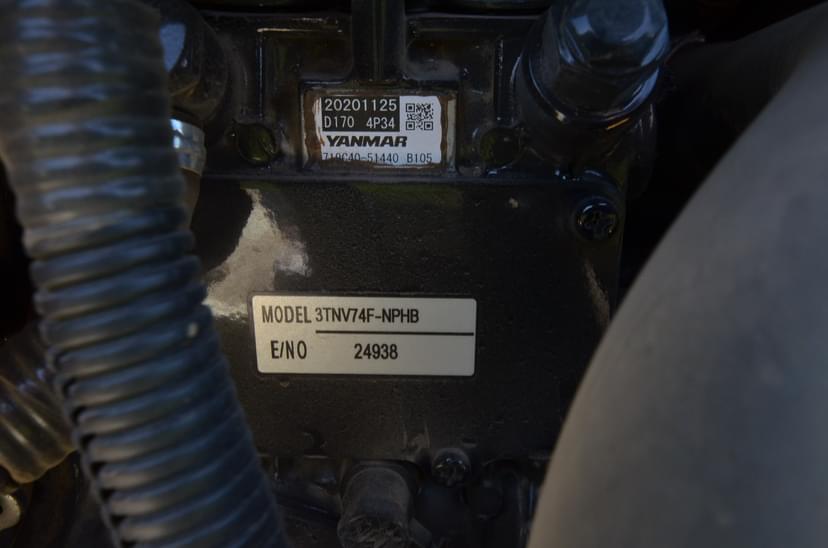 20201125
D170 4P34
YANMAR
719C40-51440 B105
MODEL 3TNV74F-NPHB
E/NO 24938